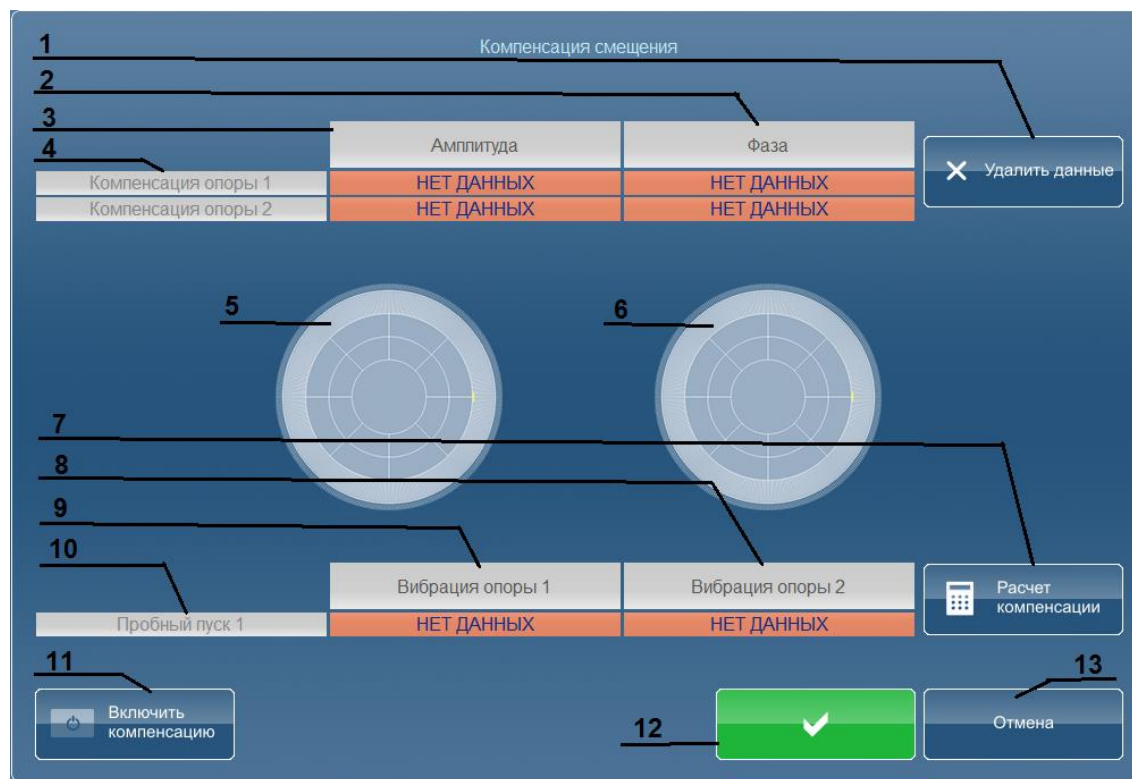 1
Компенсация смещения
2
3
Амплитуда
Фаза
4
Удалить данные
Компенсация опоры 1
НЕТ ДАННЫХ
НЕТ ДАННЫХ
Компенсация опоры 2
НЕТ ДАННЫХ
НЕТ ДАННЫХ
5
6
7
8
9
10
Вибрация опоры 1
Вибрация опоры 2
Расчет
компенсации
Пробный пуск 1
НЕТ ДАННЫХ
НЕТ ДАННЫХ
11
13
Включить
компенсацию
12
Отмена